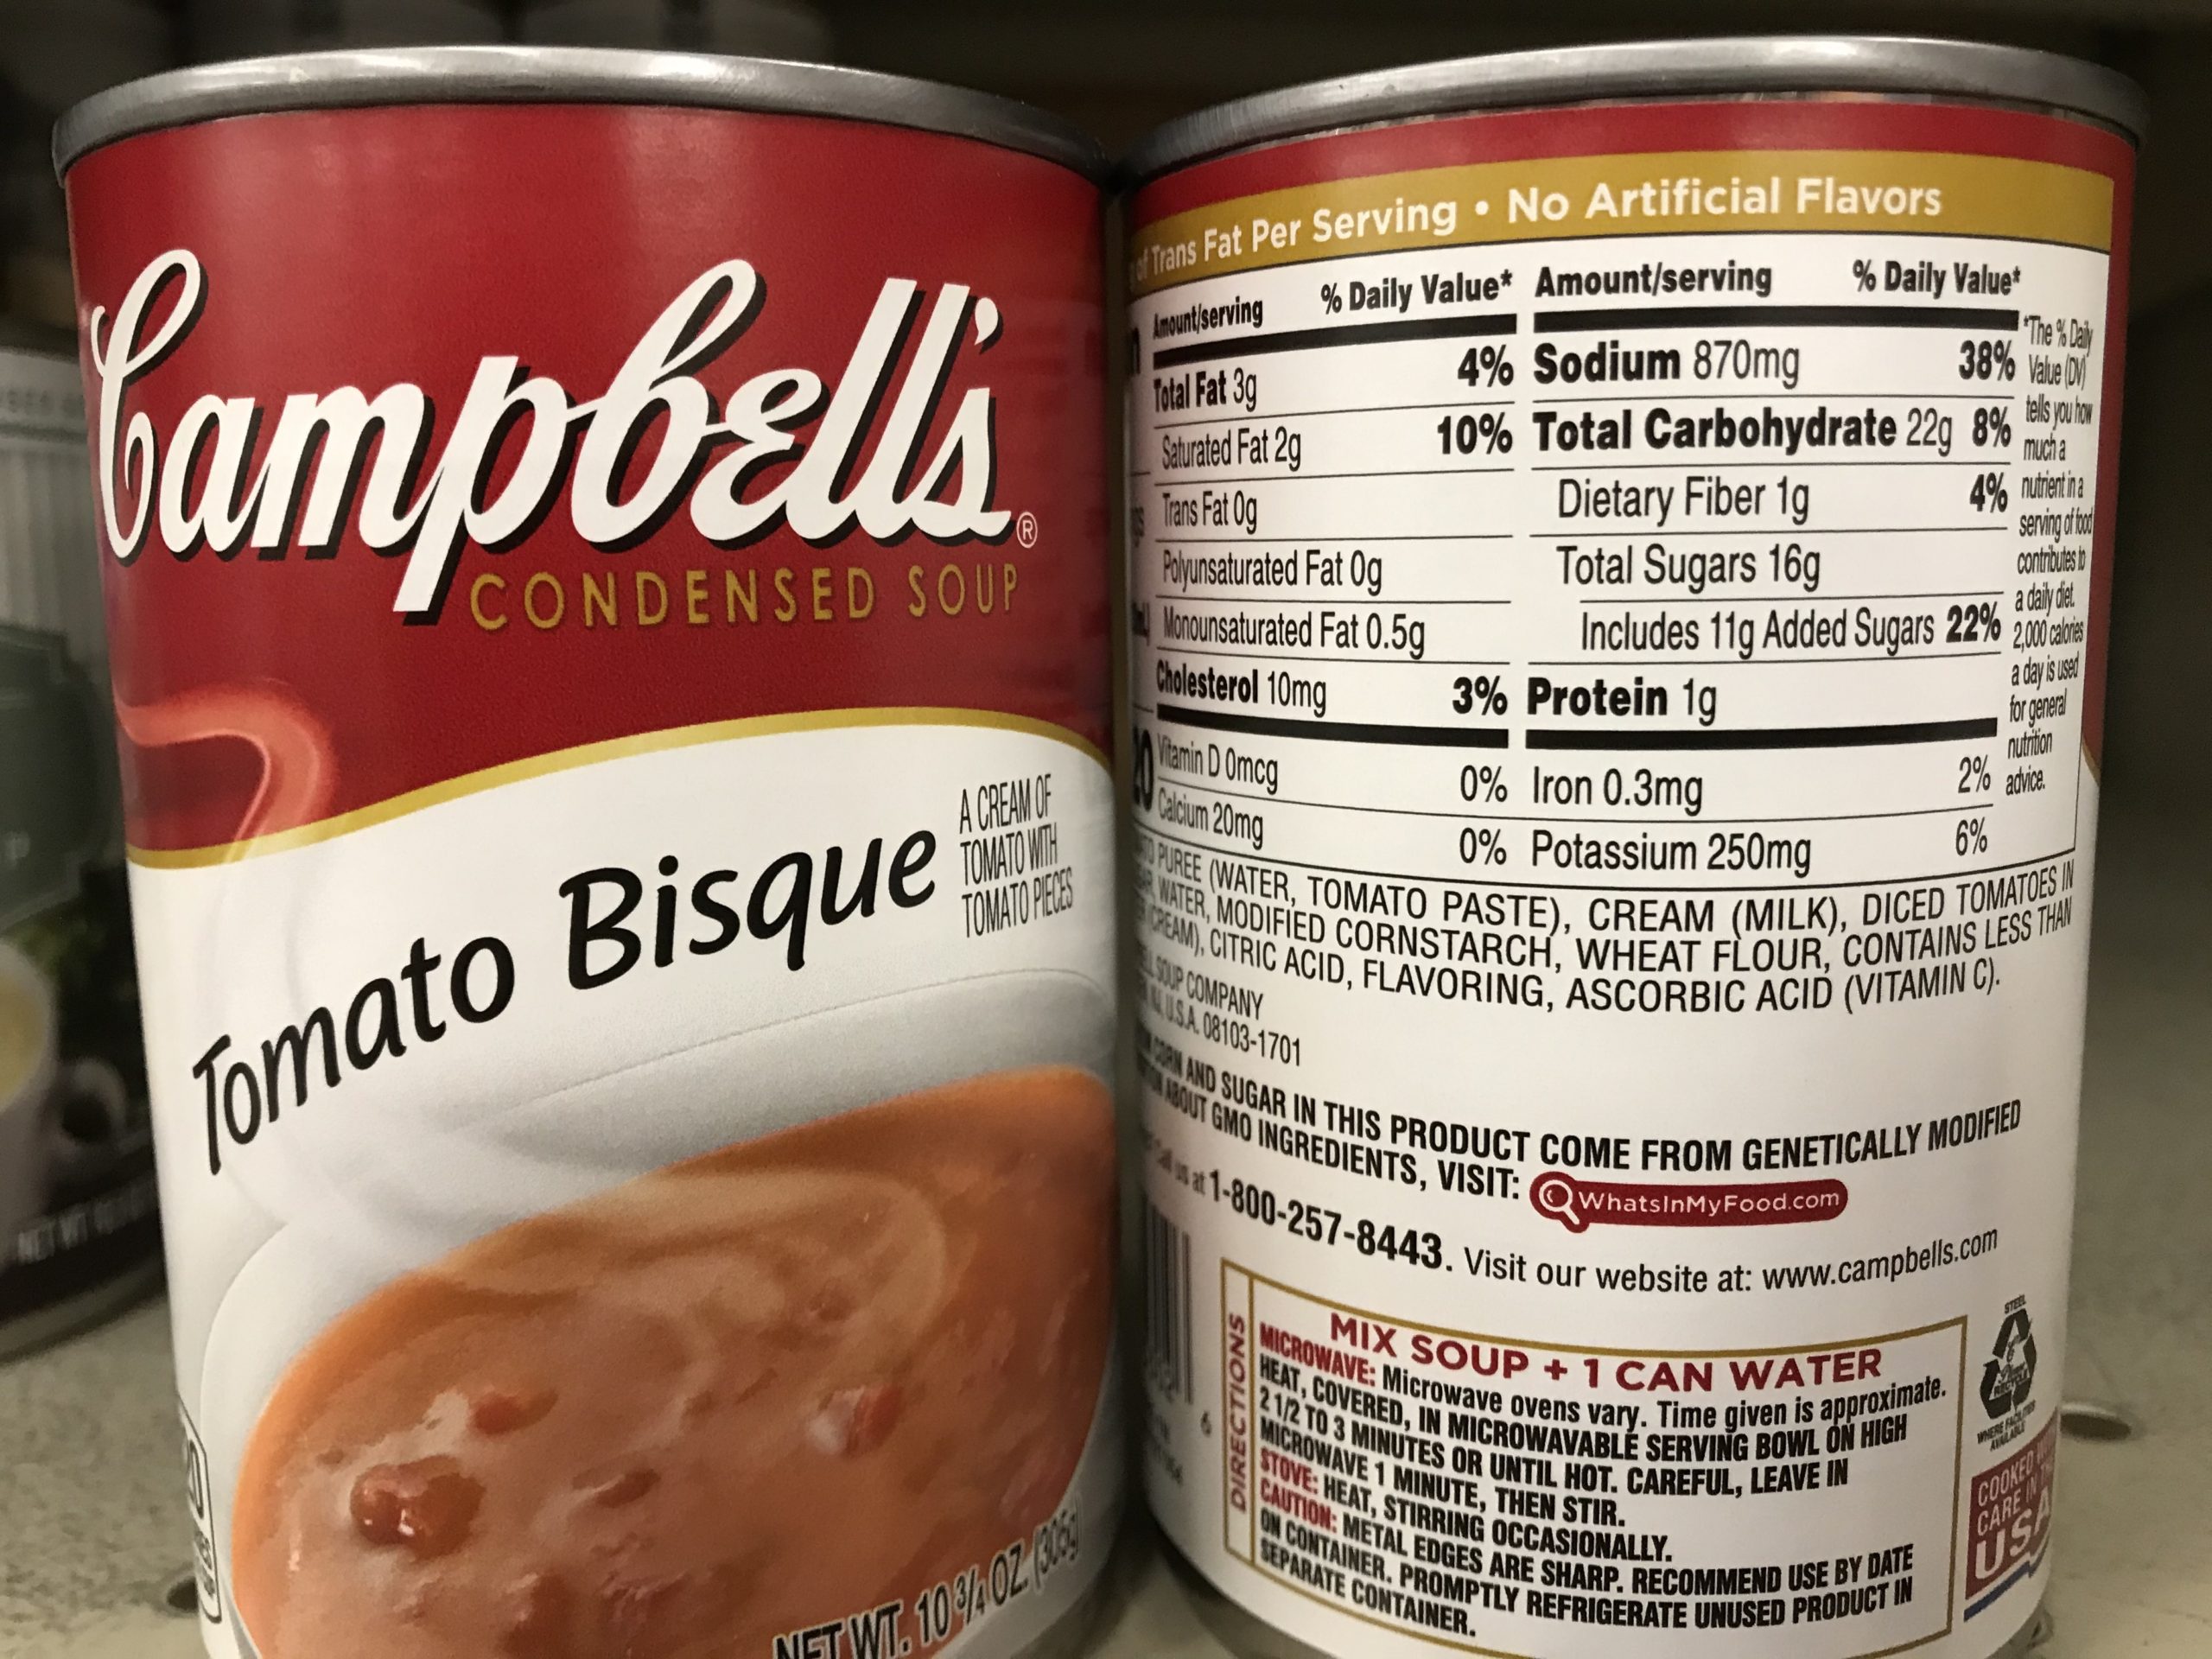 Campbell's®
CONDENSED SOUP
Tomato Bisque
A CREAM OF
TOMATO WITH
TOMATO PIECES
NET WT. 10 3/4 OZ. (305g)
of Trans Fat Per Serving • No Artificial Flavors
Amount/serving % Daily Value*
Total Fat 3g 4%
Saturated Fat 2g 10%
Trans Fat 0g
Polyunsaturated Fat 0g
Monounsaturated Fat 0.5g
Cholesterol 10mg 3%
Vitamin D 0mcg 0%
Calcium 20mg 0%
Amount/serving % Daily Value*
Sodium 870mg 38%
Total Carbohydrate 22g 8%
Dietary Fiber 1g 4%
Total Sugars 16g
Includes 11g Added Sugars 22%
Protein 1g
Iron 0.3mg 2%
Potassium 250mg 6%
*The % Daily
Value (DV)
tells you how
much a
nutrient in a
serving of food
contributes to
a daily diet.
2,000 calories
a day is used
for general
nutrition
advice.
PUREE (WATER, TOMATO PASTE), CREAM (MILK), DICED TOMATOES IN
WATER, MODIFIED CORNSTARCH, WHEAT FLOUR, CONTAINS LESS THAN
(CREAM), CITRIC ACID, FLAVORING, ASCORBIC ACID (VITAMIN C).
SOUP COMPANY
U.S.A. 08103-1701
CORN AND SUGAR IN THIS PRODUCT COME FROM GENETICALLY MODIFIED
ABOUT GMO INGREDIENTS, VISIT: WhatsInMyFood.com
us at 1-800-257-8443. Visit our website at: www.campbells.com
DIRECTIONS
MIX SOUP + 1 CAN WATER
MICROWAVE: Microwave ovens vary. Time given is approximate.
HEAT, COVERED, IN MICROWAVABLE SERVING BOWL ON HIGH
2 1/2 TO 3 MINUTES OR UNTIL HOT. CAREFUL, LEAVE IN
MICROWAVE 1 MINUTE, THEN STIR.
STOVE: HEAT, STIRRING OCCASIONALLY.
CAUTION: METAL EDGES ARE SHARP. RECOMMEND USE BY DATE
ON CONTAINER. PROMPTLY REFRIGERATE UNUSED PRODUCT IN
SEPARATE CONTAINER.
STEEL
Please
RECYCLE
WHERE FACILITIES
AVAILABLE
COOKED
CARE IN
USA
6